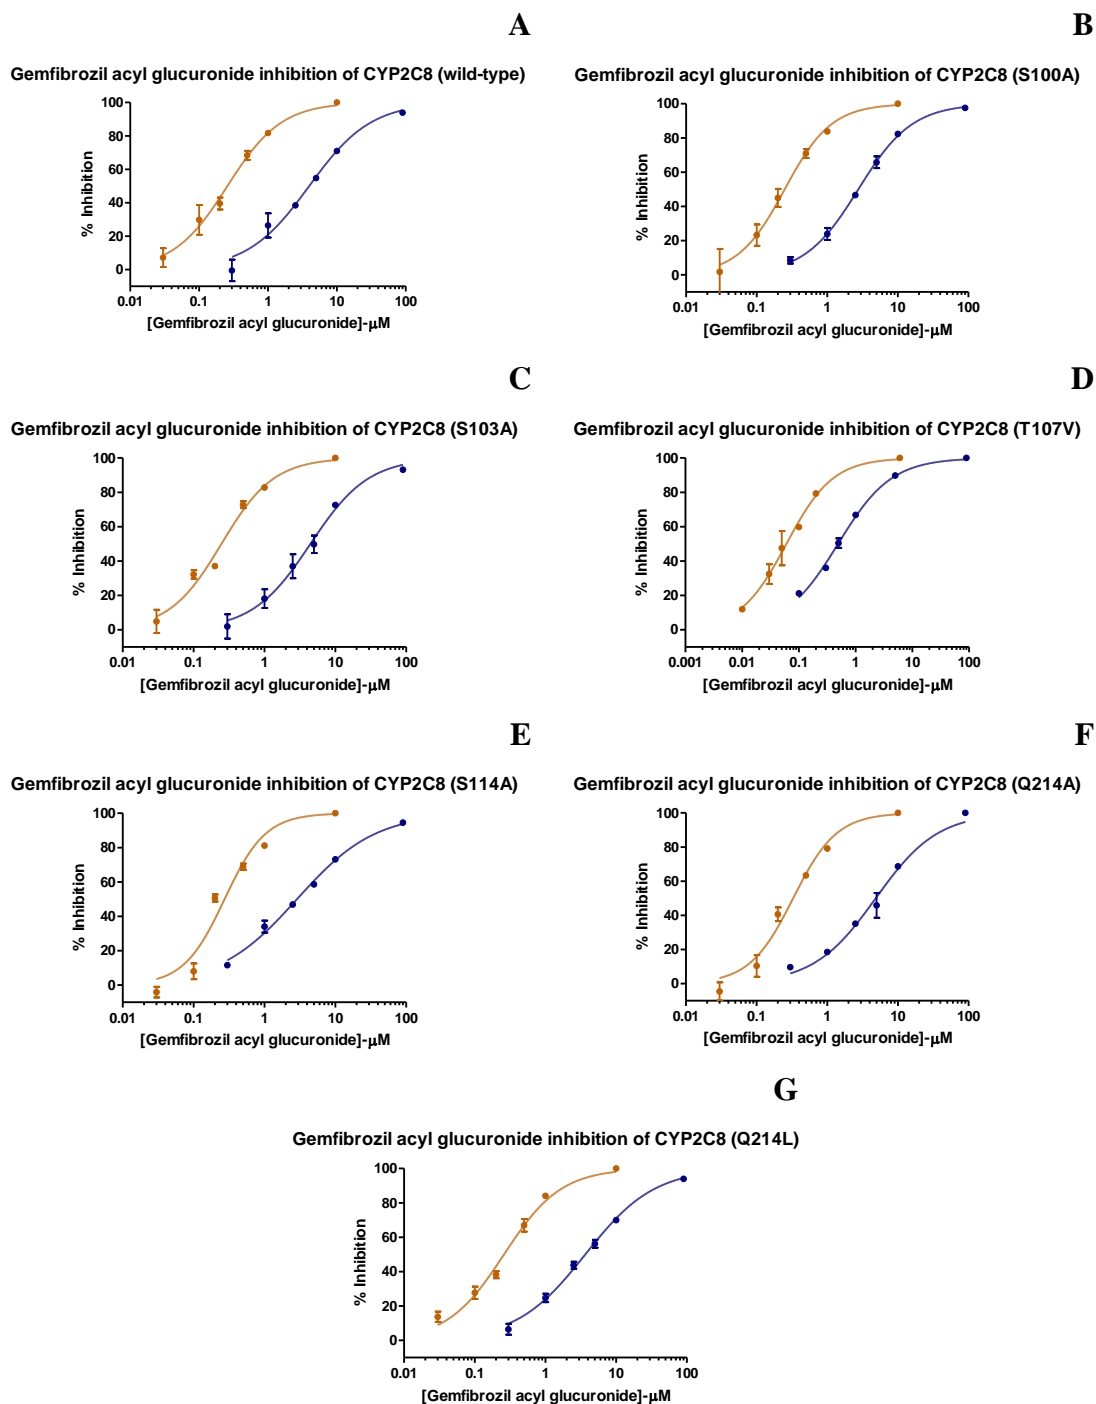 A
Gemfibrozil acyl glucuronide inhibition of CYP2C8 (wild-type)
100
80
60
40
20
0
% Inhibition
0.01 0.1 1 10 100
[Gemfibrozil acyl glucuronide]-μM
B
Gemfibrozil acyl glucuronide inhibition of CYP2C8 (S100A)
100
80
60
40
20
0
% Inhibition
0.01 0.1 1 10 100
[Gemfibrozil acyl glucuronide]-μM
C
Gemfibrozil acyl glucuronide inhibition of CYP2C8 (S103A)
100
80
60
40
20
0
% Inhibition
0.01 0.1 1 10 100
[Gemfibrozil acyl glucuronide]-μM
D
Gemfibrozil acyl glucuronide inhibition of CYP2C8 (T107V)
100
80
60
40
20
0
% Inhibition
0.001 0.01 0.1 1 10 100
[Gemfibrozil acyl glucuronide]-μM
E
Gemfibrozil acyl glucuronide inhibition of CYP2C8 (S114A)
100
80
60
40
20
0
% Inhibition
0.01 0.1 1 10 100
[Gemfibrozil acyl glucuronide]-μM
F
Gemfibrozil acyl glucuronide inhibition of CYP2C8 (Q214A)
100
80
60
40
20
0
% Inhibition
0.01 0.1 1 10 100
[Gemfibrozil acyl glucuronide]-μM
G
Gemfibrozil acyl glucuronide inhibition of CYP2C8 (Q214L)
100
80
60
40
20
0
% Inhibition
0.01 0.1 1 10 100
[Gemfibrozil acyl glucuronide]-μM